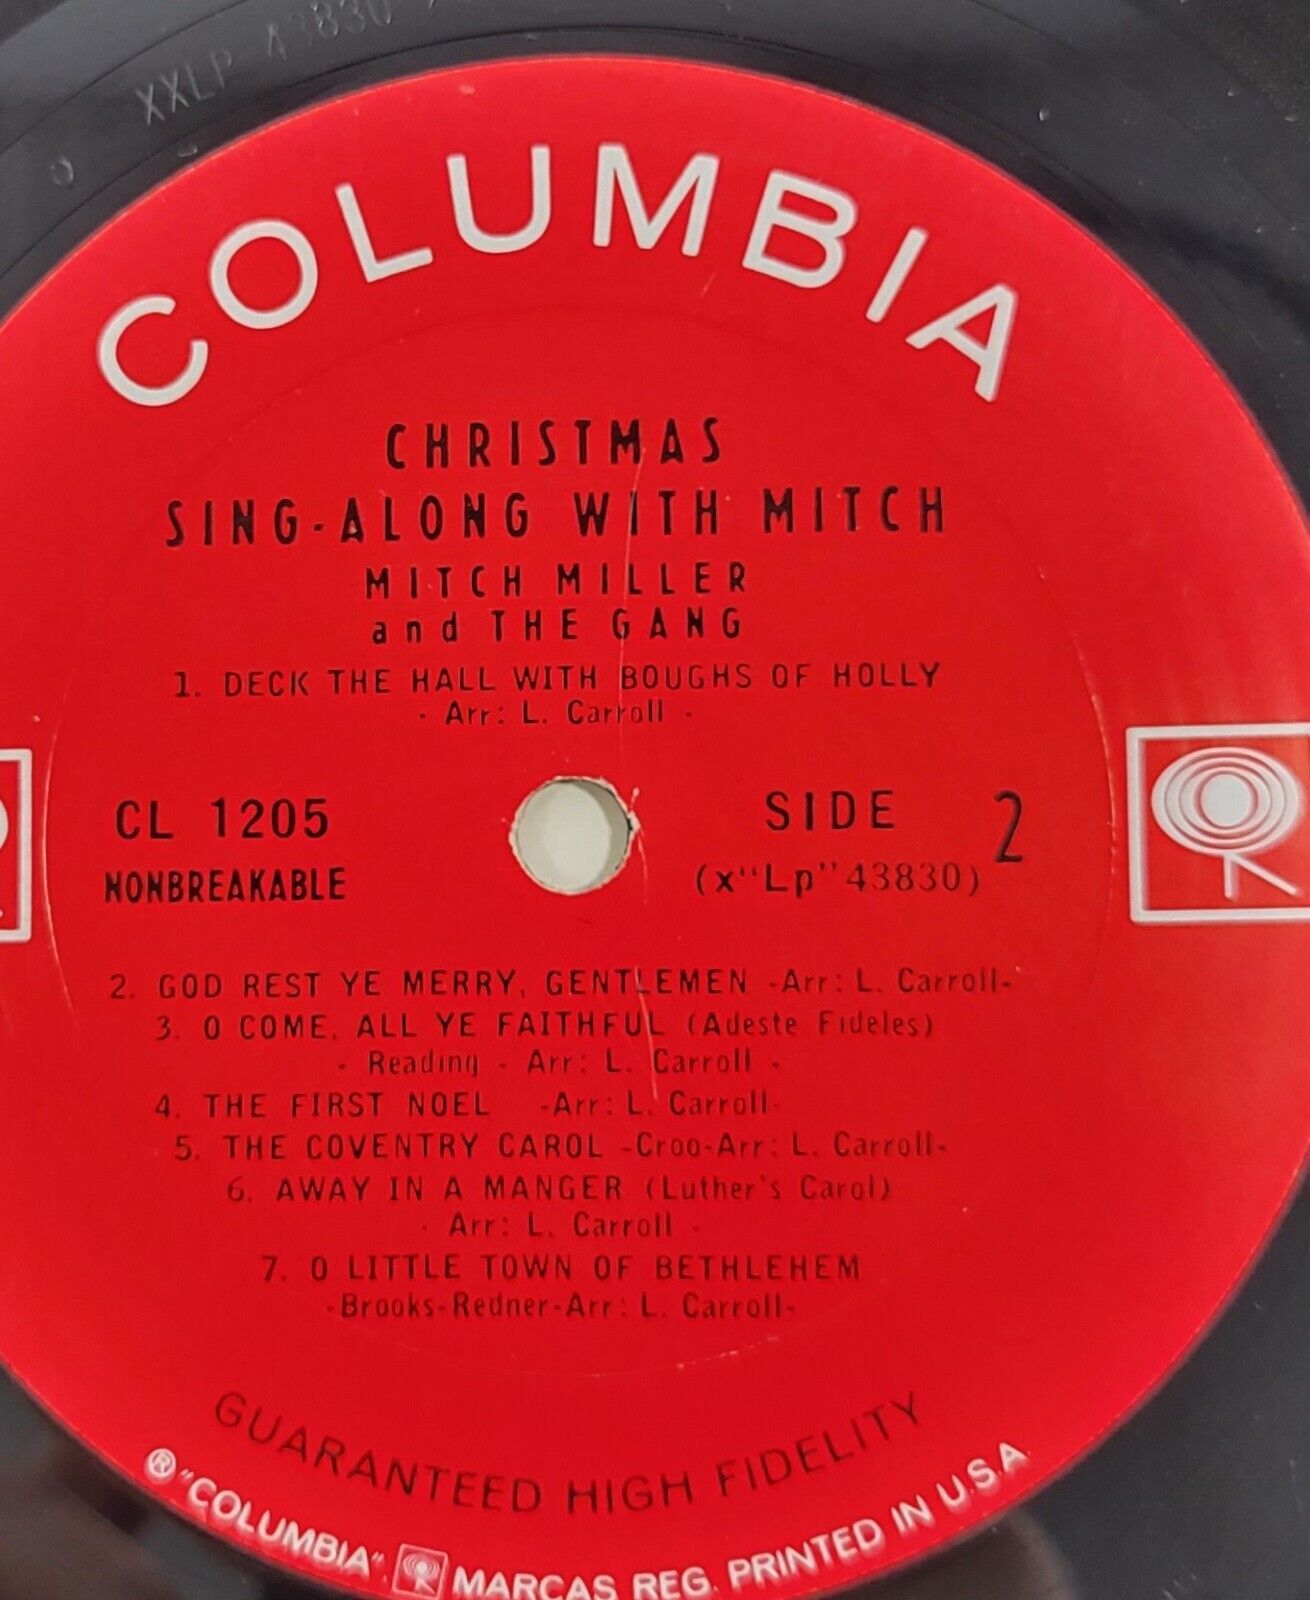 XXLP-43830
COLUMBIA
CHRISTMAS
SING-ALONG WITH MITCH
MITCH MILLER
and THE GANG
1. DECK THE HALL WITH BOUGHS OF HOLLY
- Arr: L. Carroll -
CL 1205
NONBREAKABLE
SIDE 2
(x"Lp"43830)
2. GOD REST YE MERRY, GENTLEMEN -Arr: L. Carroll-
3. O COME, ALL YE FAITHFUL (Adeste Fideles)
- Reading - Arr: L. Carroll -
4. THE FIRST NOEL -Arr: L. Carroll-
5. THE COVENTRY CAROL -Croo-Arr: L. Carroll-
6. AWAY IN A MANGER (Luther's Carol)
- Arr: L. Carroll -
7. O LITTLE TOWN OF BETHLEHEM
-Brooks-Redner-Arr: L. Carroll-
GUARANTEED HIGH FIDELITY
® "COLUMBIA", MARCAS REG. PRINTED IN U.S.A.